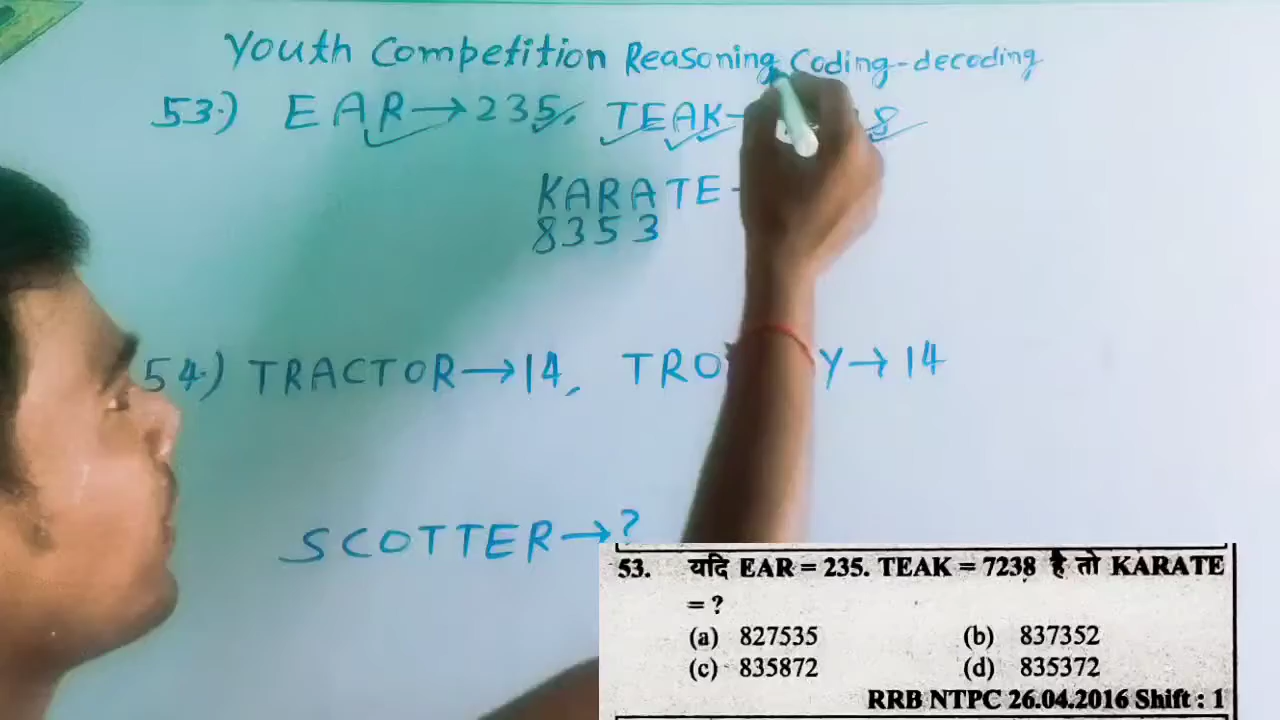 Youth Competition Reasoning Coding-decoding
53.) EAR→235. TEAK- 8
KARATE-
8353
54.) TRACTOR→14, TRO Y→14
SCOTTER→?
53. यदि EAR = 235. TEAK = 7238 है तो KARATE
= ?
(a) 827535 (b) 837352
(c) 835872 (d) 835372
RRB NTPC 26.04.2016 Shift : 1